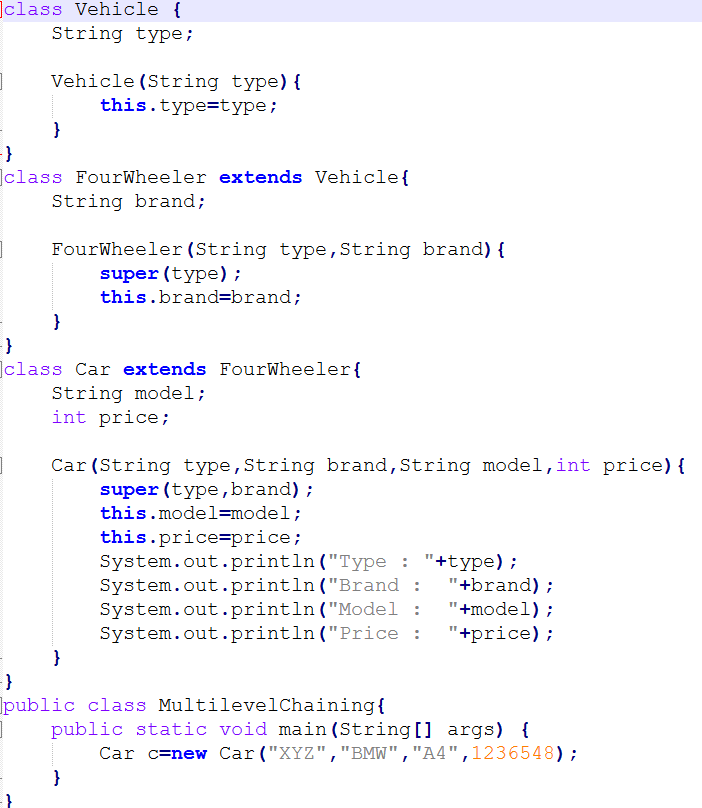 class Vehicle {
    String type;

    Vehicle(String type){
        this.type=type;
    }
}
class FourWheeler extends Vehicle{
    String brand;

    FourWheeler(String type,String brand){
        super(type);
        this.brand=brand;
    }
}
class Car extends FourWheeler{
    String model;
    int price;

    Car(String type,String brand,String model,int price){
        super(type,brand);
        this.model=model;
        this.price=price;
        System.out.println("Type : "+type);
        System.out.println("Brand :  "+brand);
        System.out.println("Model :  "+model);
        System.out.println("Price :  "+price);
    }
}
public class MultilevelChaining{
    public static void main(String[] args) {
        Car c=new Car("XYZ","BMW","A4",1236548);
    }
}